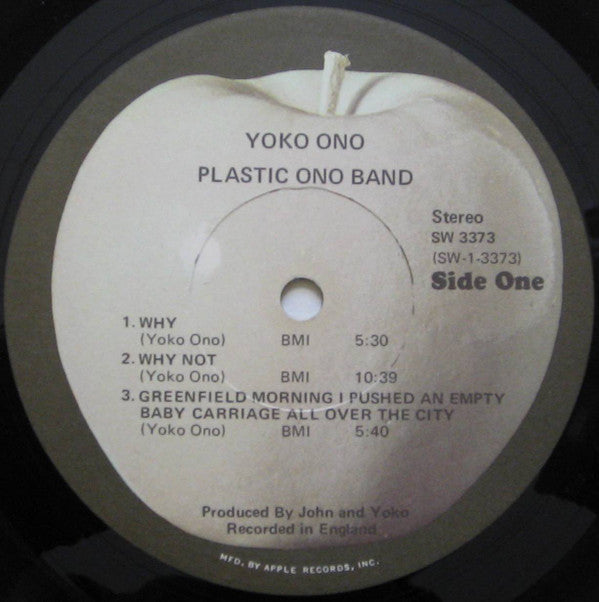 YOKO ONO
PLASTIC ONO BAND
Stereo
SW 3373
(SW-1-3373)
Side One
1. WHY
(Yoko Ono) BMI 5:30
2. WHY NOT
(Yoko Ono) BMI 10:39
3. GREENFIELD MORNING I PUSHED AN EMPTY
BABY CARRIAGE ALL OVER THE CITY
(Yoko Ono) BMI 5:40
Produced By John and Yoko
Recorded in England
MFD. BY APPLE RECORDS, INC.